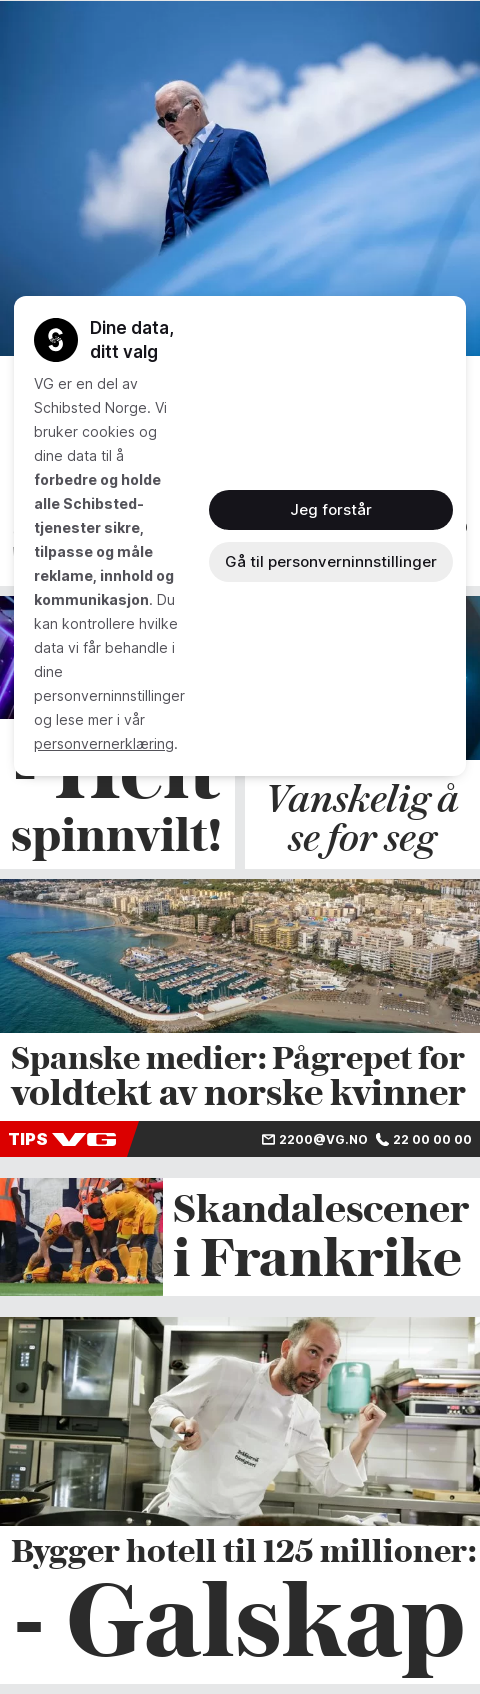 Dine data,
ditt valg
VG er en del av
Schibsted Norge. Vi
bruker cookies og
dine data til å
forbedre og holde
alle Schibsted-
tjenester sikre,
tilpasse og måle
reklame, innhold og
kommunikasjon. Du
kan kontrollere hvilke
data vi får behandle i
dine
personverninnstillinger
og lese mer i vår
personvernerklæring.
Jeg forstår
Gå til personverninnstillinger
- Helt
spinnvilt!
Vanskelig å
se for seg
Spanske medier: Pågrepet for
voldtekt av norske kvinner
TIPS VG 2200@VG.NO 22 00 00 00
Skandalescener
i Frankrike
Bygger hotell til 125 millioner:
- Galskap